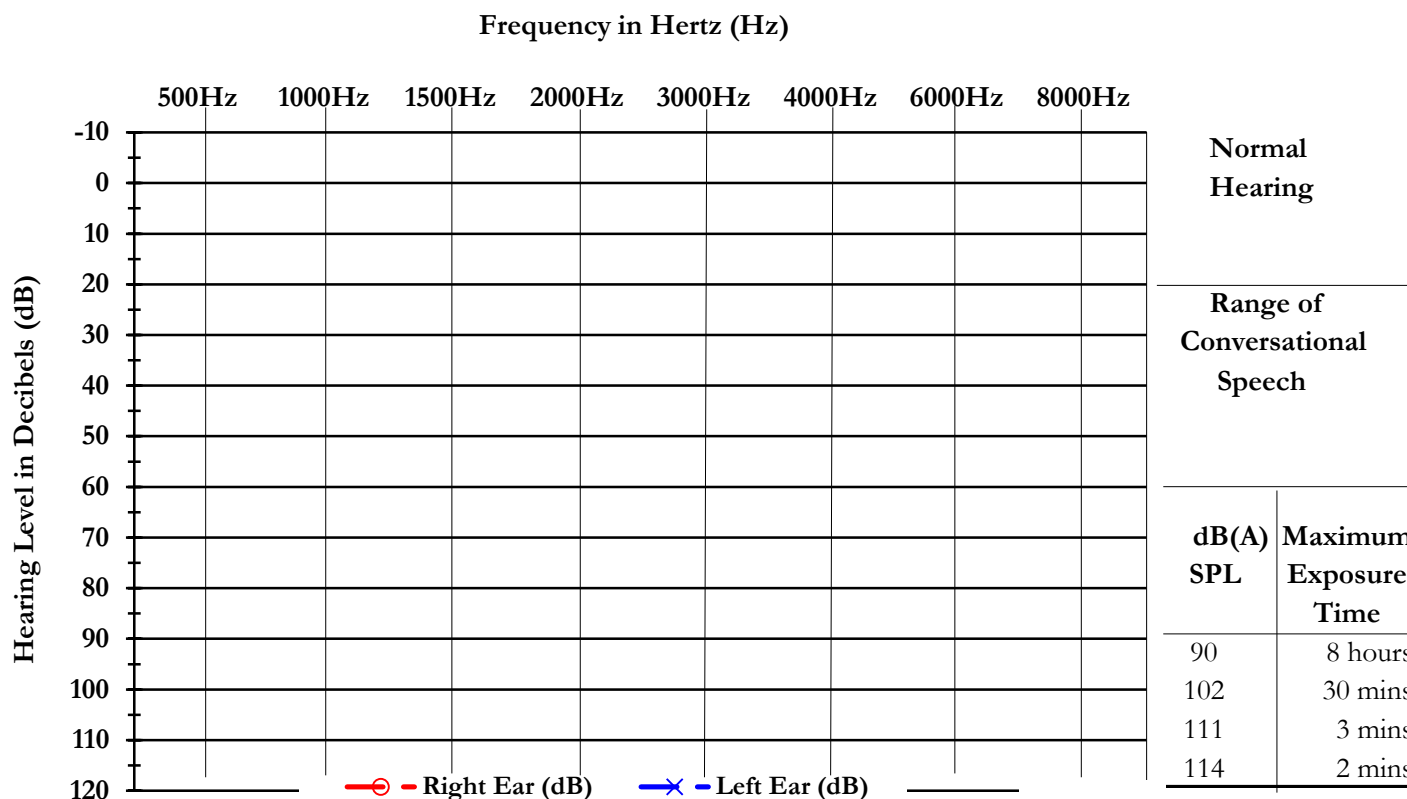 Frequency in Hertz (Hz)
500Hz 1000Hz 1500Hz 2000Hz 3000Hz 4000Hz 6000Hz 8000Hz
Hearing Level in Decibels (dB)
-10
0
10
20
30
40
50
60
70
80
90
100
110
120
Right Ear (dB) Left Ear (dB)
Normal
Hearing
Range of
Conversational
Speech
dB(A) Maximum
SPL Exposure
Time
90 8 hours
102 30 mins
111 3 mins
114 2 mins